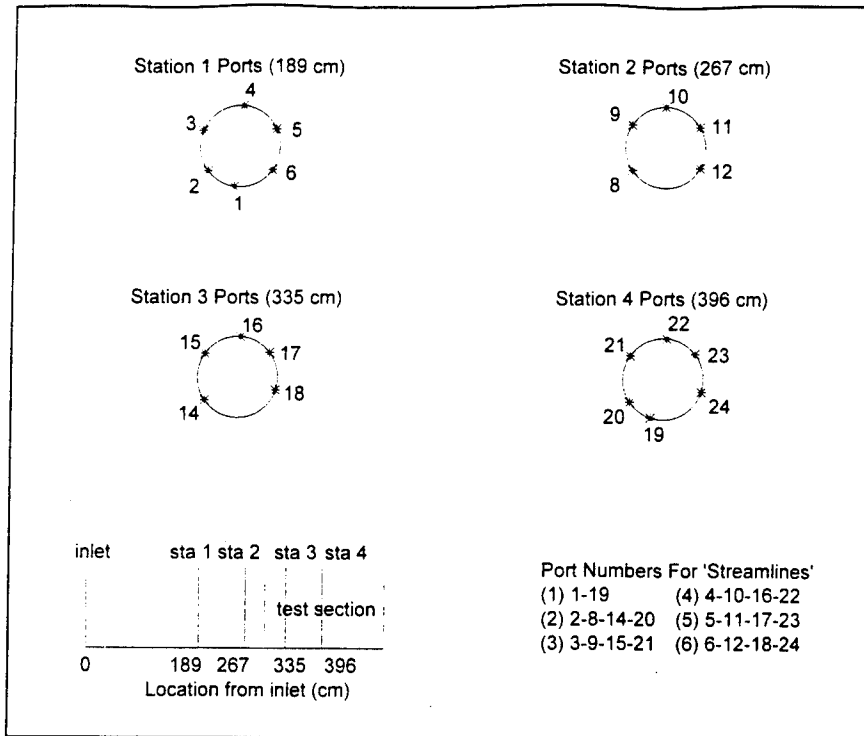 Station 1 Ports (189 cm)
4
3
5
2
6
1
Station 2 Ports (267 cm)
10
9
11
8
12
Station 3 Ports (335 cm)
16
15
17
18
14
Station 4 Ports (396 cm)
22
21
23
24
20
19
inlet
sta 1 sta 2 sta 3 sta 4
test section
0 189 267 335 396
Location from inlet (cm)
Port Numbers For 'Streamlines'
(1) 1-19 (4) 4-10-16-22
(2) 2-8-14-20 (5) 5-11-17-23
(3) 3-9-15-21 (6) 6-12-18-24